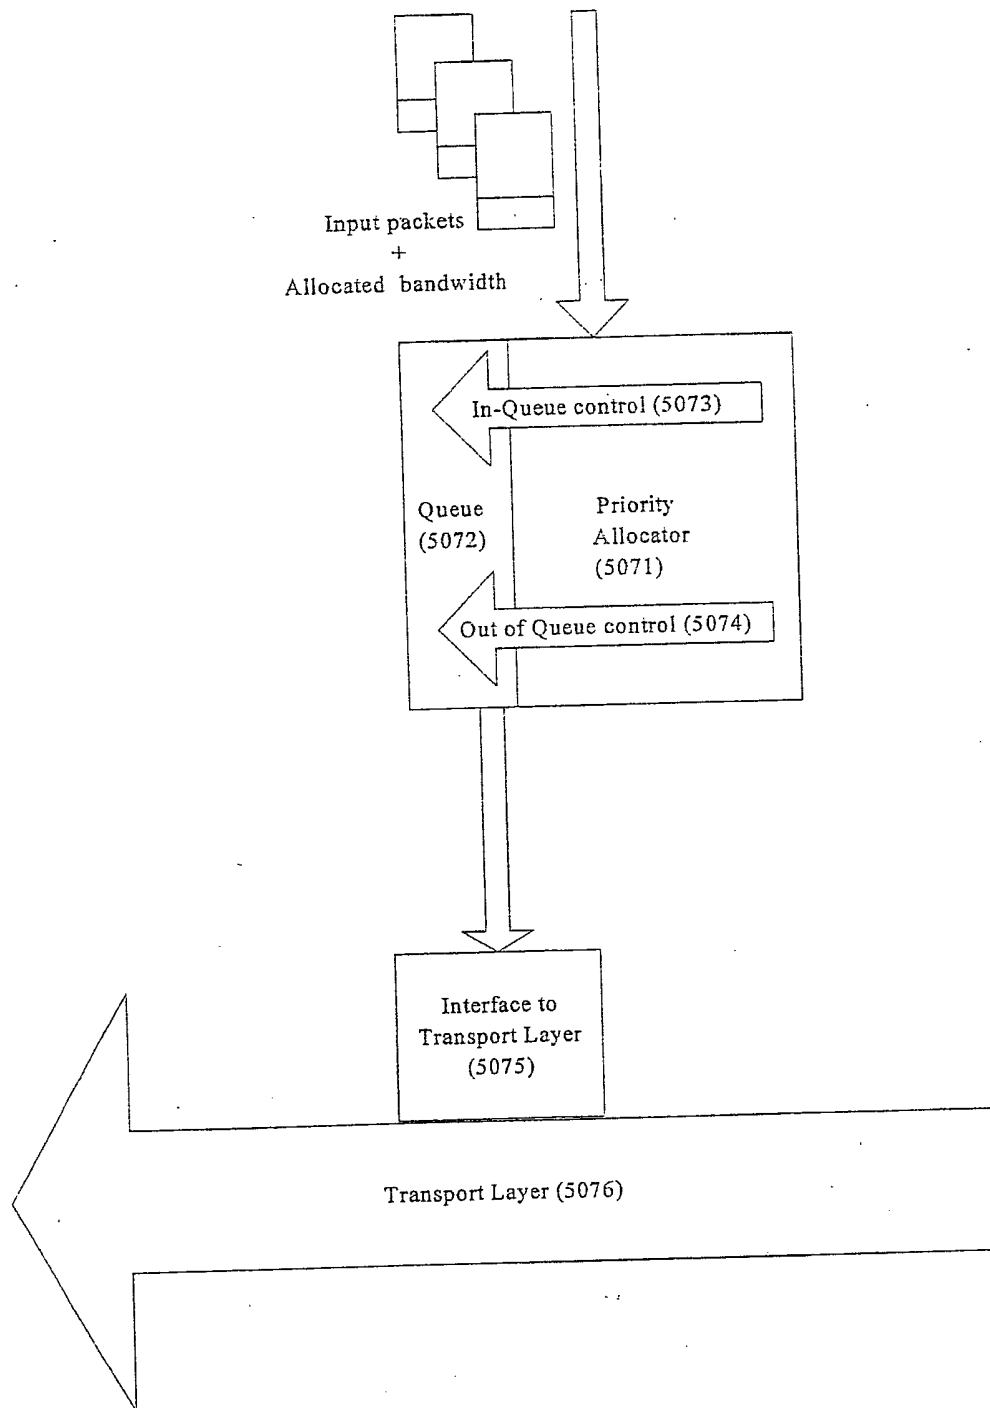 Input packets
+
Allocated bandwidth
In-Queue control (5073)
Queue
(5072)
Priority
Allocator
(5071)
Out of Queue control (5074)
Interface to
Transport Layer
(5075)
Transport Layer (5076)